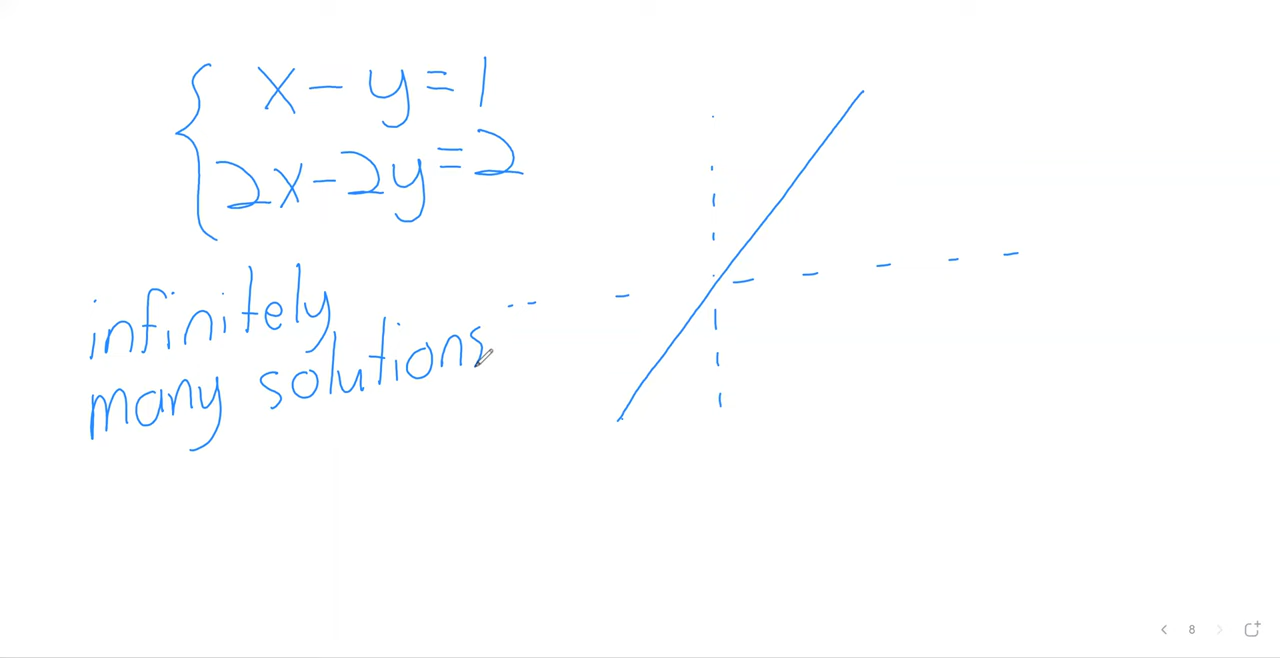 x - y = 1
2x - 2y = 2
infinitely
many solutions
8